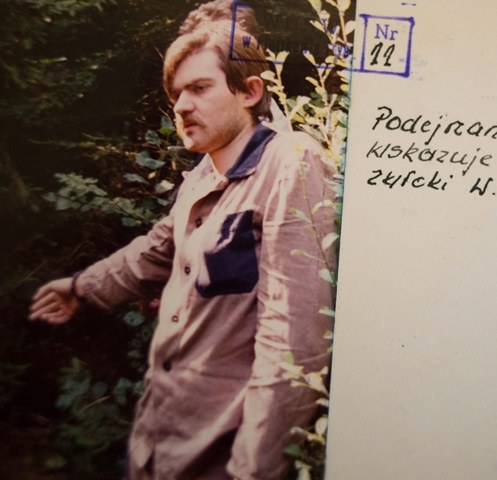 Nr
11
Podejrzan
wskazuje
zwłoki W.